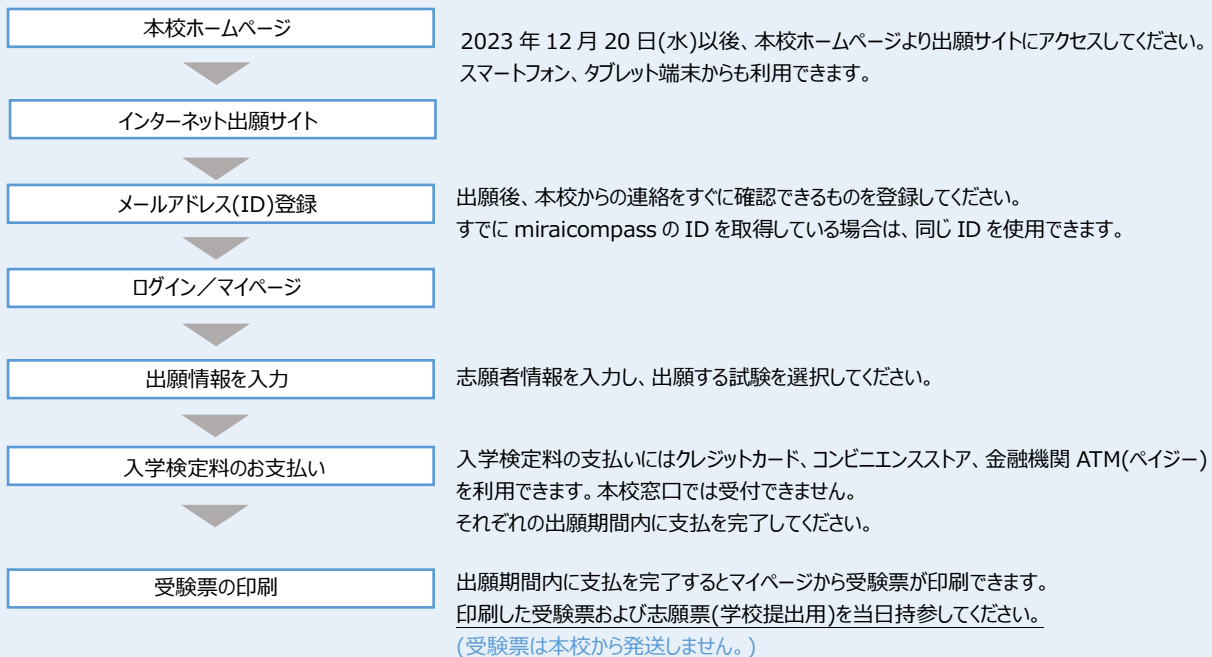 本校ホームページ
2023 年 12 月 20 日(水)以後、本校ホームページより出願サイトにアクセスしてください。
スマートフォン、タブレット端末からも利用できます。
インターネット出願サイト
メールアドレス(ID)登録
出願後、本校からの連絡をすぐに確認できるものを登録してください。
すでに miraicompass の ID を取得している場合は、同じ ID を使用できます。
ログイン／マイページ
出願情報を入力
志願者情報を入力し、出願する試験を選択してください。
入学検定料のお支払い
入学検定料の支払いにはクレジットカード、コンビニエンスストア、金融機関 ATM(ペイジー)
を利用できます。本校窓口では受付できません。
それぞれの出願期間内に支払を完了してください。
受験票の印刷
出願期間内に支払を完了するとマイページから受験票が印刷できます。
印刷した受験票および志願票(学校提出用)を当日持参してください。
(受験票は本校から発送しません。)